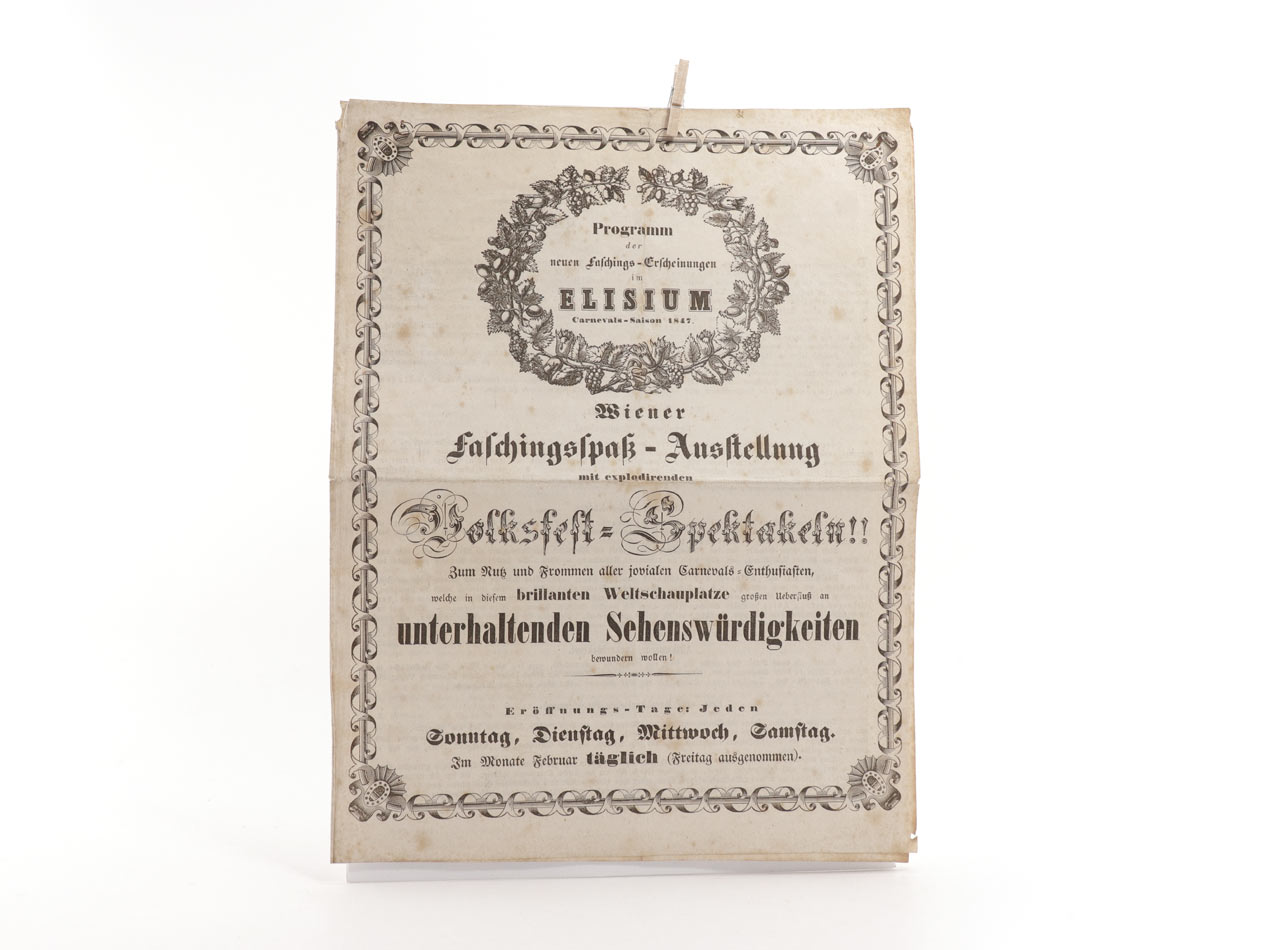 Programm
der
neuen Faschings-Erscheinungen
im
ELISIUM
Carnevals-Saison 1847.
Wiener
Faschingsspaß-Ausstellung
mit explodirenden
Volksfest-Spektakeln!!
Zum Nutz und Frommen aller jovialen Carnevals-Enthusiasten,
welche in diesem brillanten Weltschauplatze großen Ueberfluß an
unterhaltenden Sehenswürdigkeiten
bewundern wollen!
Eröffnungs-Tage: Jeden
Sonntag, Dienstag, Mittwoch, Samstag.
Im Monate Februar täglich (Freitag ausgenommen).